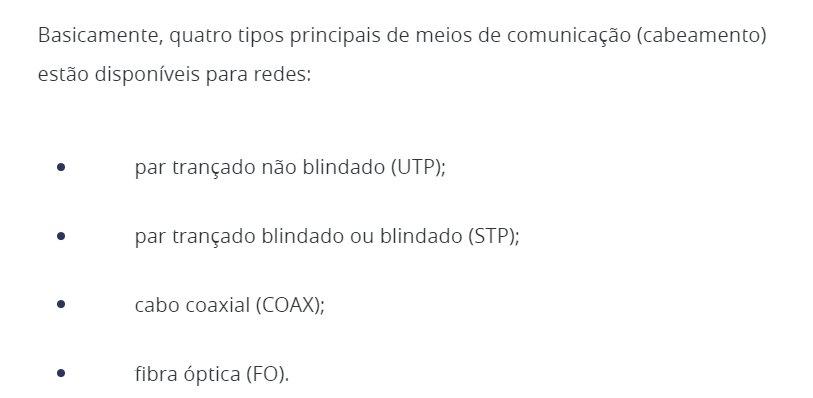 Basicamente, quatro tipos principais de meios de comunicação (cabeamento)
estão disponíveis para redes:
• par trançado não blindado (UTP);
• par trançado blindado ou blindado (STP);
• cabo coaxial (COAX);
• fibra óptica (FO).